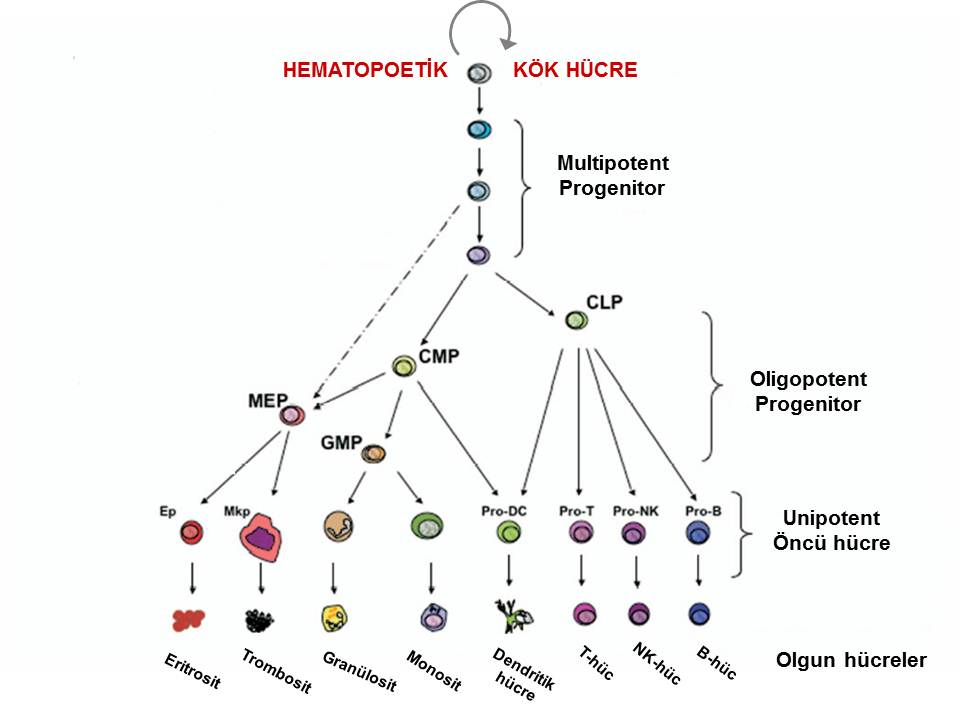 HEMATOPOETİK KÖK HÜCRE
Multipotent
Progenitor
CLP
CMP
Oligopotent
Progenitor
MEP
GMP
Ep Mkp Pro-DC Pro-T Pro-NK Pro-B
Unipotent
Öncü hücre
Eritrosit Trombosit Granülosit Monosit Dendritik
hücre
T-hüc NK-hüc B-hüc
Olgun hücreler